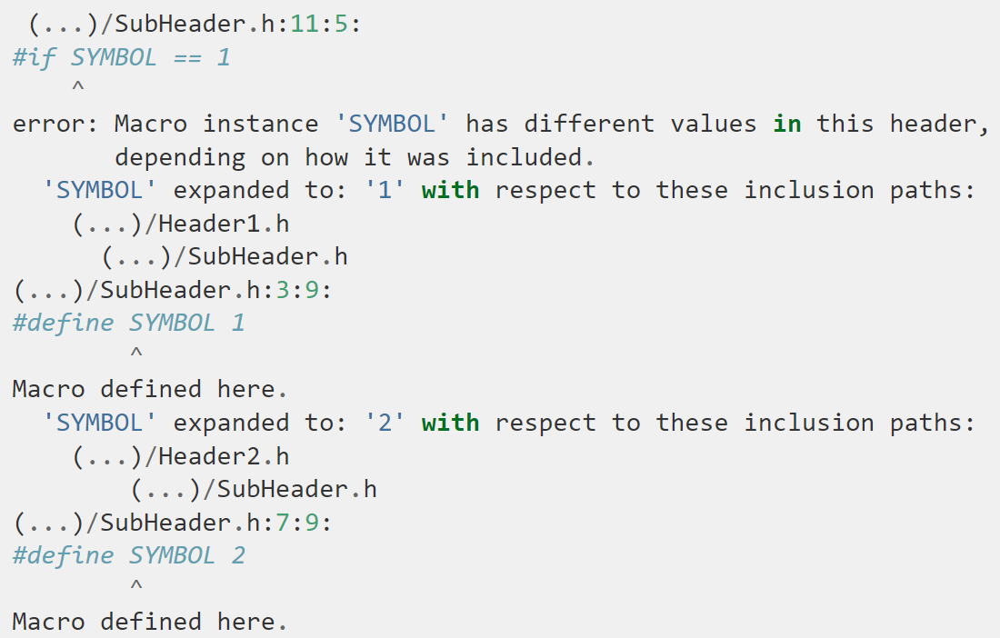 (...)/SubHeader.h:11:5:
#if SYMBOL == 1
    ^
error: Macro instance 'SYMBOL' has different values in this header,
       depending on how it was included.
  'SYMBOL' expanded to: '1' with respect to these inclusion paths:
    (...)/Header1.h
      (...)/SubHeader.h
(...)/SubHeader.h:3:9:
#define SYMBOL 1
        ^
Macro defined here.
  'SYMBOL' expanded to: '2' with respect to these inclusion paths:
    (...)/Header2.h
        (...)/SubHeader.h
(...)/SubHeader.h:7:9:
#define SYMBOL 2
        ^
Macro defined here.